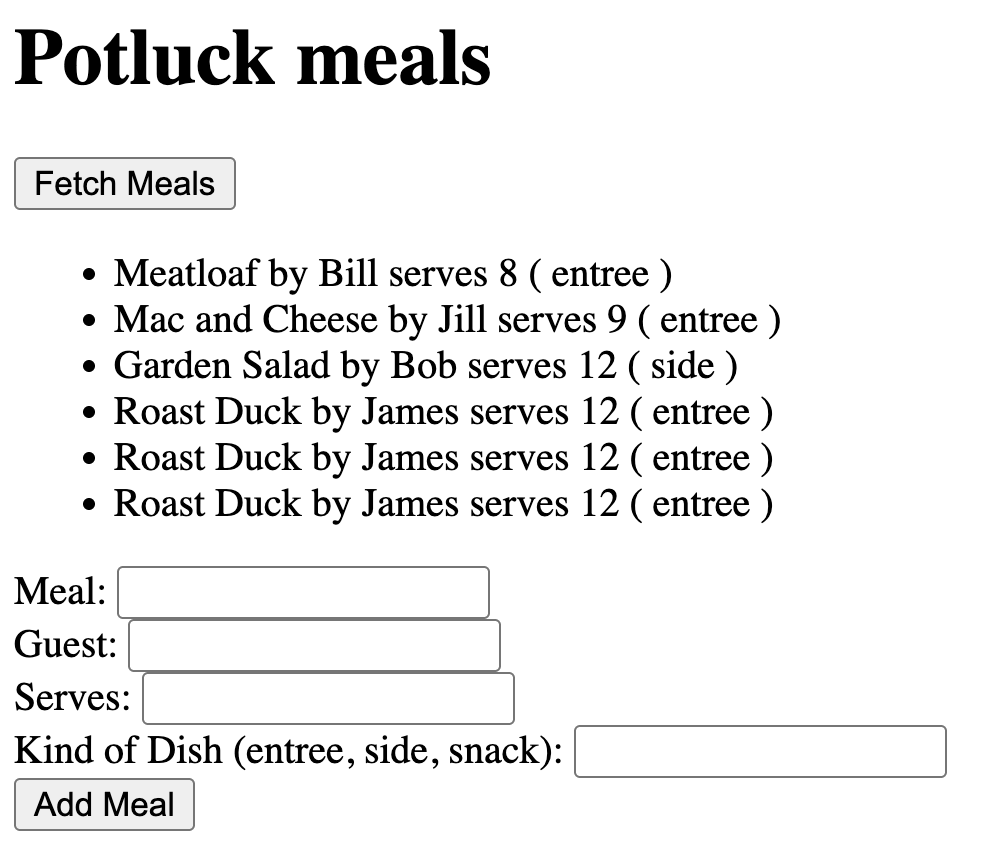 Potluck meals
Fetch Meals
• Meatloaf by Bill serves 8 ( entree )
• Mac and Cheese by Jill serves 9 ( entree )
• Garden Salad by Bob serves 12 ( side )
• Roast Duck by James serves 12 ( entree )
• Roast Duck by James serves 12 ( entree )
• Roast Duck by James serves 12 ( entree )
Meal:
Guest:
Serves:
Kind of Dish (entree, side, snack):
Add Meal